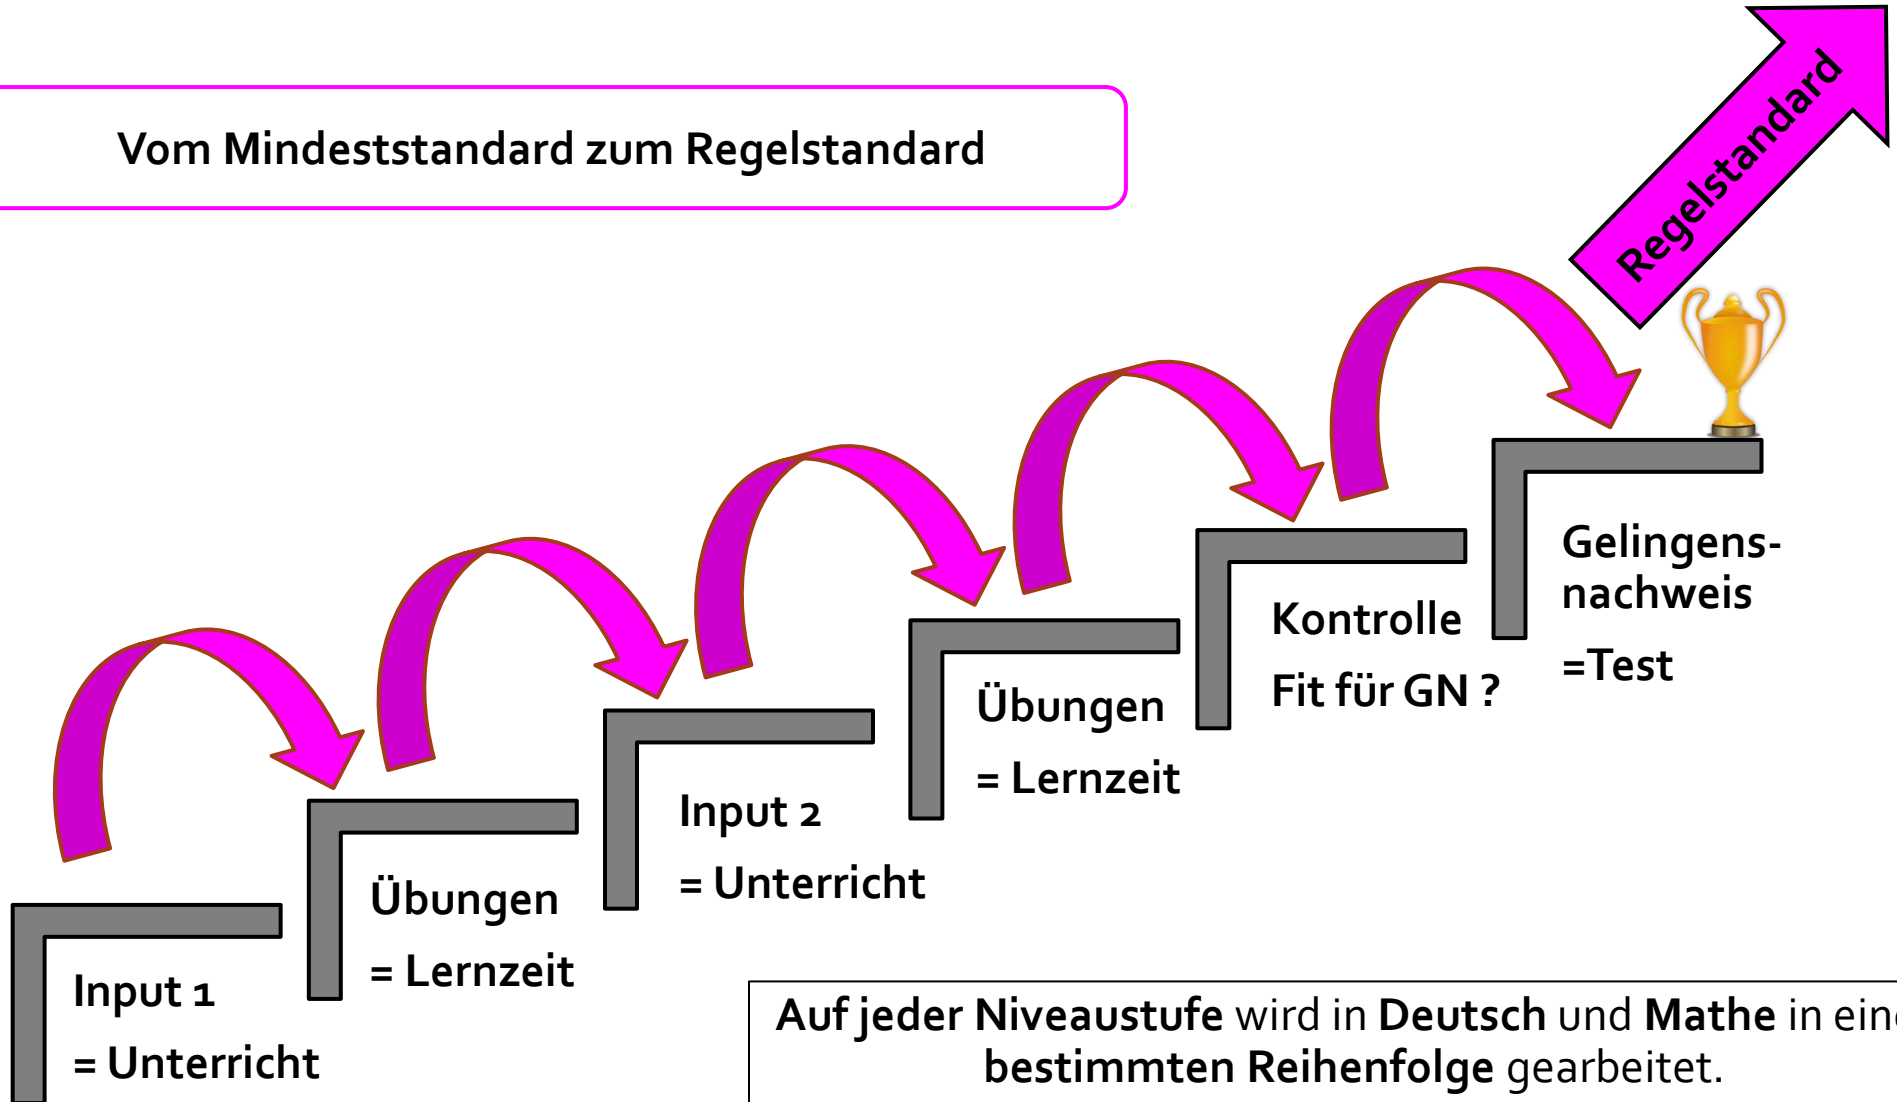 Vom Mindeststandard zum Regelstandard
Regelstandard
Input 1
= Unterricht
Übungen
= Lernzeit
Input 2
= Unterricht
Übungen
= Lernzeit
Kontrolle
Fit für GN ?
Gelingens-
nachweis
=Test
Auf jeder Niveaustufe wird in Deutsch und Mathe in
bestimmten Reihenfolge gearbeitet.